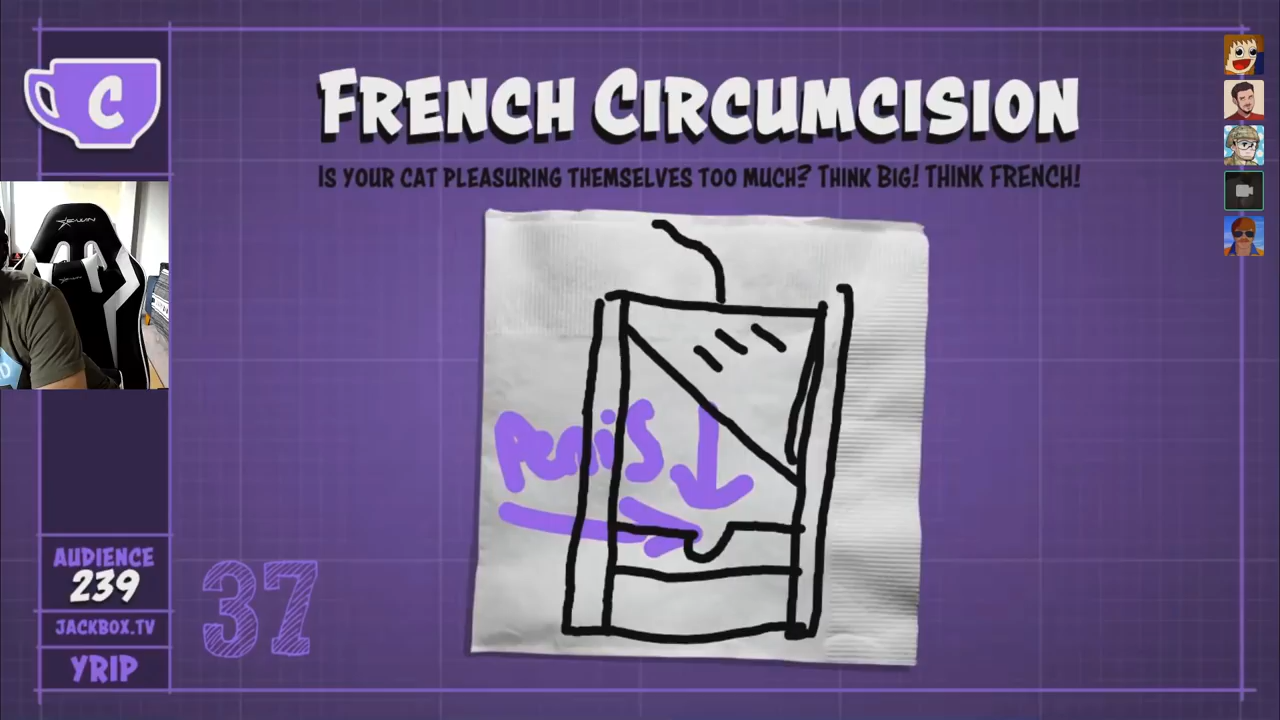 FRENCH CIRCUMCISION
IS YOUR CAT PLEASURING THEMSELVES TOO MUCH? THINK BIG! THINK FRENCH!
C
penis
AUDIENCE
239
JACKBOX.TV
YRIP
37